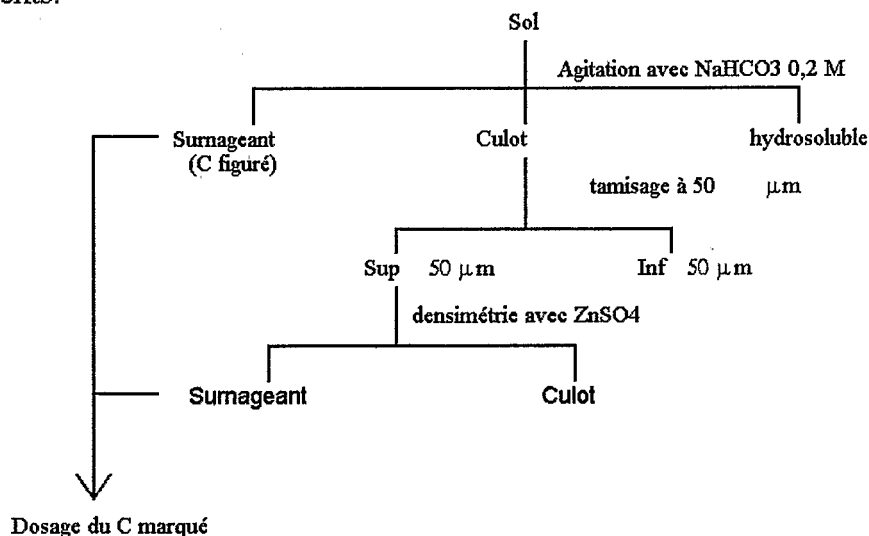 Sol
Agitation avec NaHCO3 0,2 M
Surnageant Culot hydrosoluble
(C figuré)
tamisage à 50 μm
Sup 50 μm Inf 50 μm
densimétrie avec ZnSO4
Surnageant Culot
Dosage du C marqué